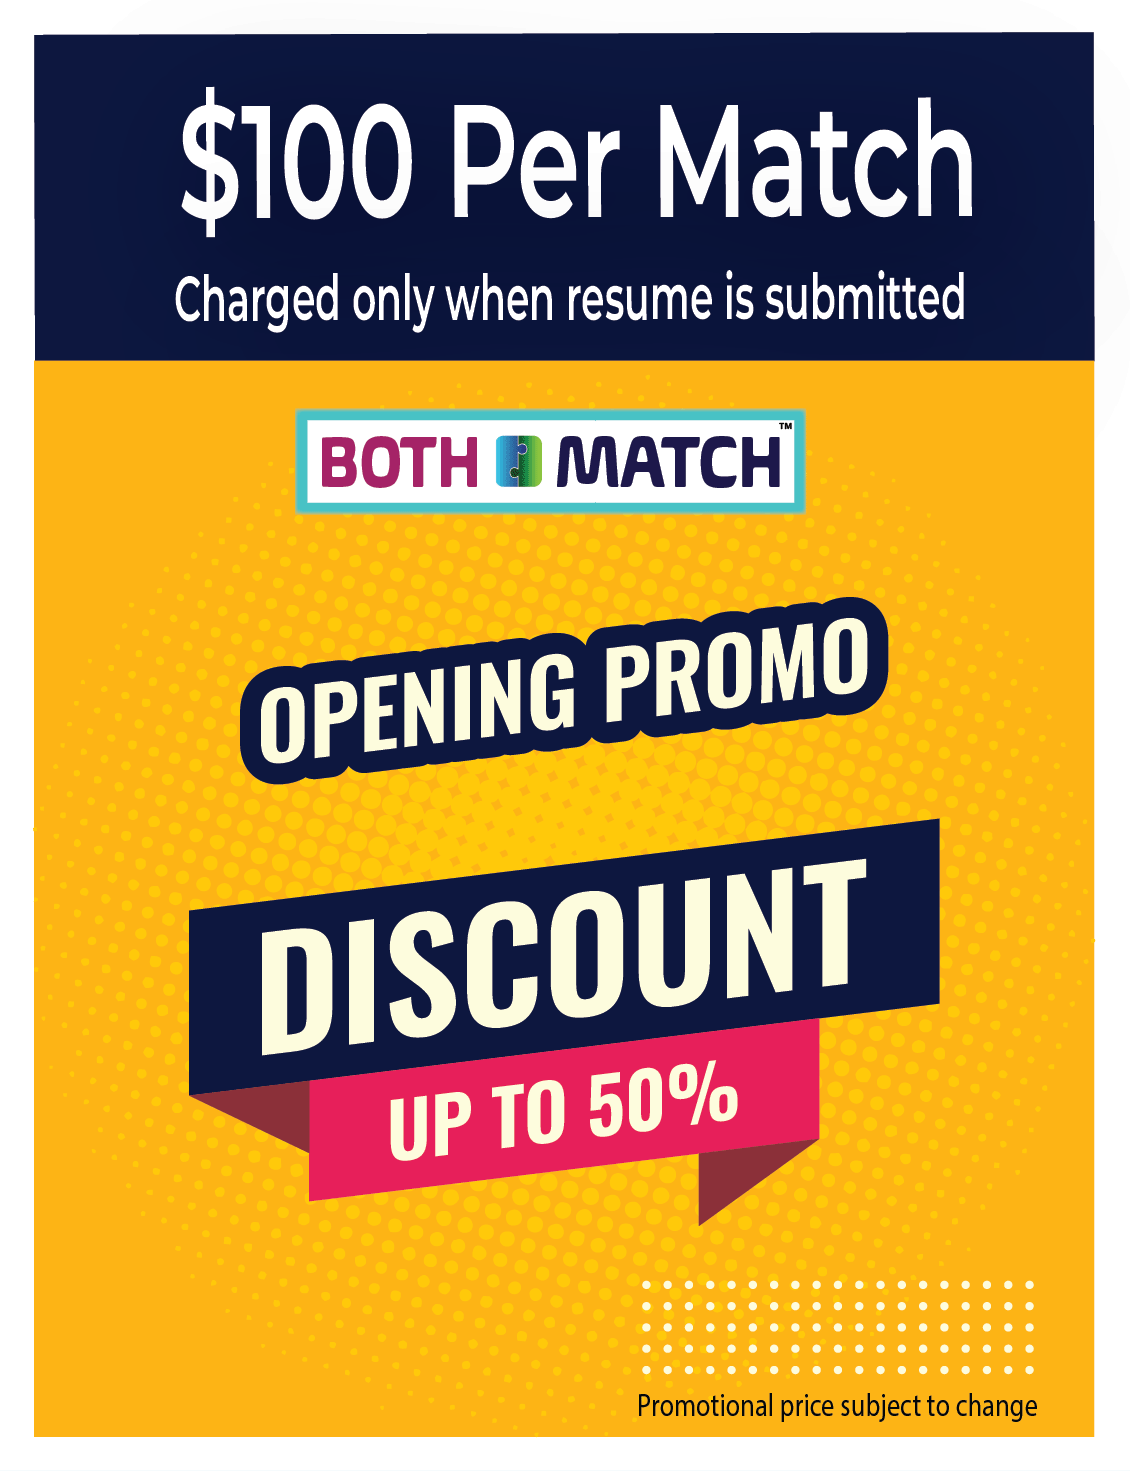 $100 Per Match
Charged only when resume is submitted
BOTH MATCH™
OPENING PROMO
DISCOUNT
UP TO 50%
Promotional price subject to change